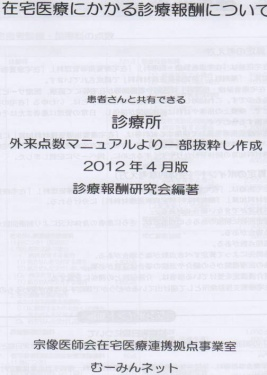 在宅医療にかかる診療報酬について
患者さんと共有できる
診療所
外来点数マニュアルより一部抜粋し作成
2012年4月版
診療報酬研究会編著
宗像医師会在宅医療連携拠点事業室
むーみんネット